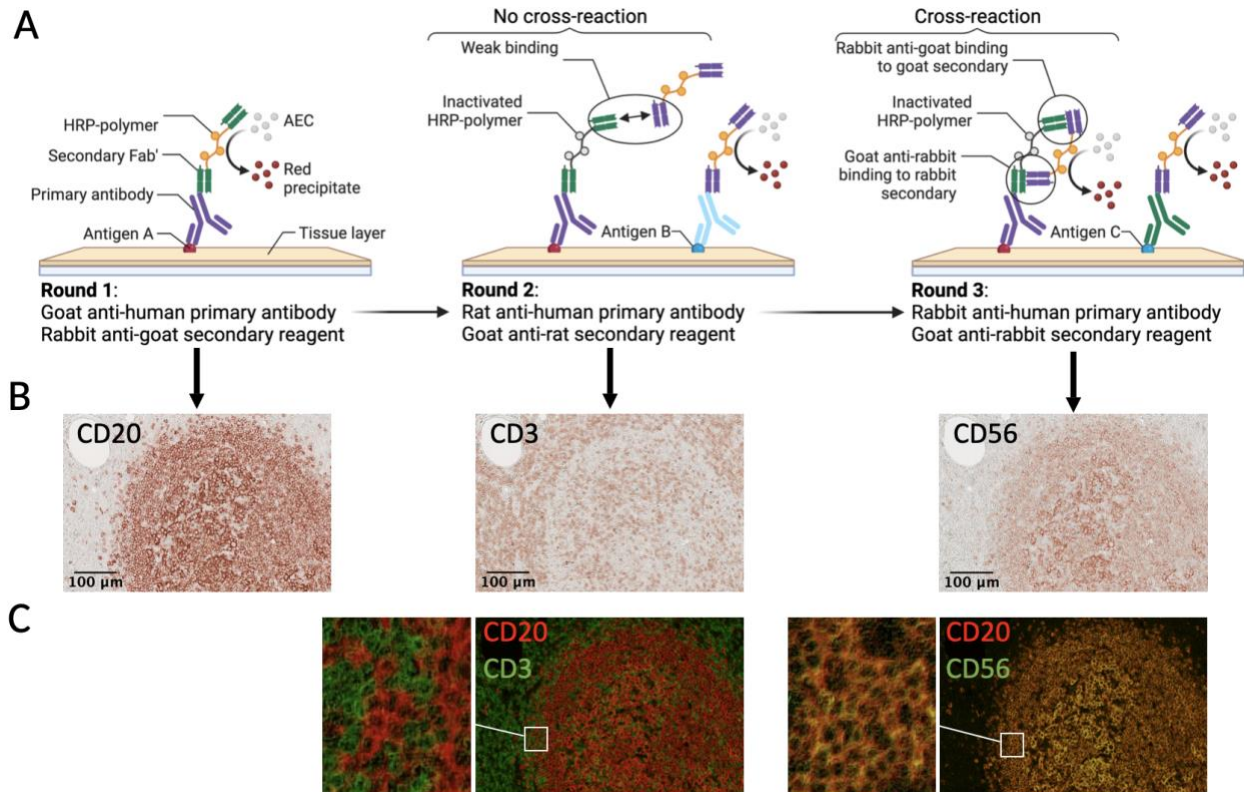 A
No cross-reaction
Cross-reaction
Weak binding
Rabbit anti-goat binding
to goat secondary
Inactivated
HRP-polymer
Inactivated
HRP-polymer
HRP-polymer
AEC
Secondary Fab'
Red
precipitate
Goat anti-rabbit
binding to rabbit
secondary
Primary antibody
Antigen A
Tissue layer
Antigen B
Antigen C
Round 1:
Goat anti-human primary antibody
Rabbit anti-goat secondary reagent
Round 2:
Rat anti-human primary antibody
Goat anti-rat secondary reagent
Round 3:
Rabbit anti-human primary antibody
Goat anti-rabbit secondary reagent
B
CD20
100 µm
CD3
100 µm
CD56
100 µm
C
CD20
CD3
CD20
CD56